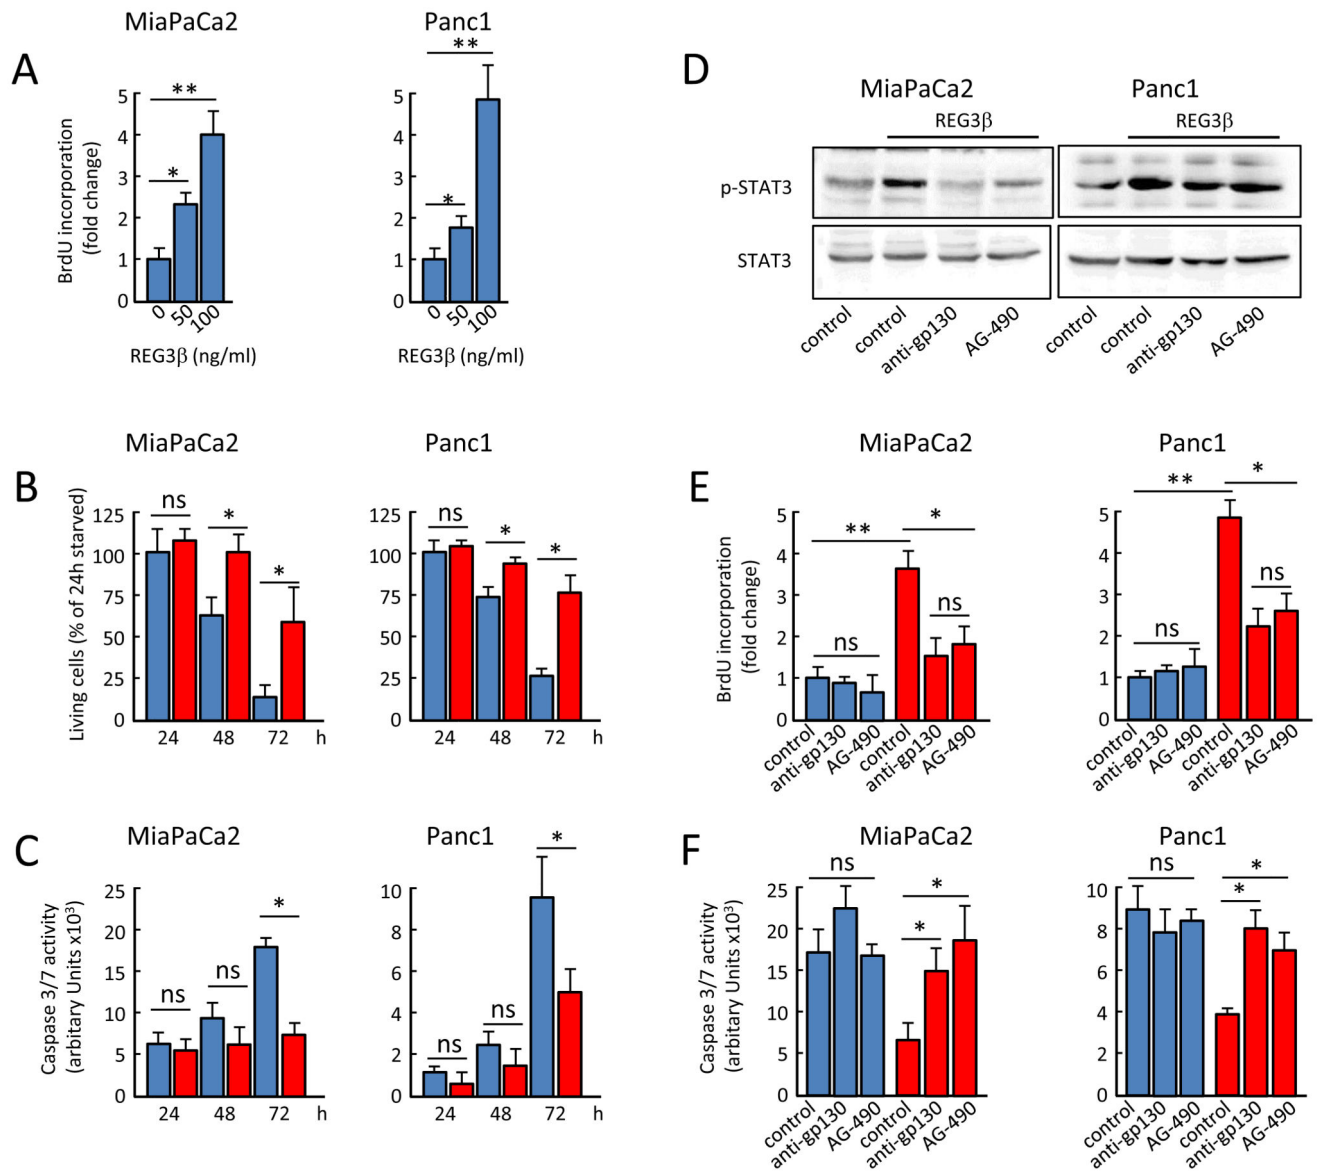 A
MiaPaCa2
Panc1
BrdU incorporation
(fold change)
5
4
3
2
1
0
*
**
0
50
100
REG3β (ng/ml)
5
4
3
2
1
0
*
**
0
50
100
REG3β (ng/ml)
B
MiaPaCa2
Panc1
Living cells (% of 24h starved)
125
100
75
50
25
0
ns
*
*
24 48 72 h
125
100
75
50
25
0
ns
*
*
24 48 72 h
C
MiaPaCa2
Panc1
Caspase 3/7 activity
(arbitary Units x10³)
25
20
15
10
5
0
ns
ns
*
24 48 72 h
10
8
6
4
2
0
ns
ns
*
24 48 72 h
D
MiaPaCa2
Panc1
REG3β
REG3β
p-STAT3
STAT3
control
control
anti-gp130
AG-490
control
control
anti-gp130
AG-490
E
MiaPaCa2
Panc1
BrdU incorporation
(fold change)
5
4
3
2
1
0
ns
**
*
ns
control
anti-gp130
AG-490
control
anti-gp130
AG-490
5
4
3
2
1
0
ns
**
*
ns
control
anti-gp130
AG-490
control
anti-gp130
AG-490
F
MiaPaCa2
Panc1
Caspase 3/7 activity
(arbitary Units x10³)
25
20
15
10
5
0
ns
*
*
control
anti-gp130
AG-490
control
anti-gp130
AG-490
10
8
6
4
2
0
ns
*
*
control
anti-gp130
AG-490
control
anti-gp130
AG-490